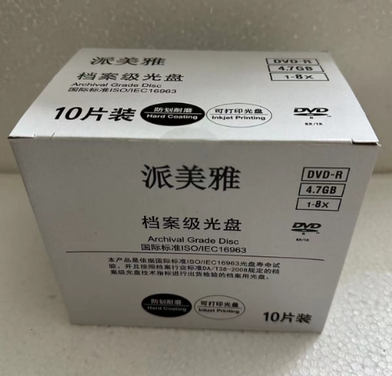 派美雅
档案级光盘
Archival Grade Disc
国际标准ISO/IEC16963
10片装
防划耐磨
Hard Coating
可打印光盘
Inkjet Printing
DVD-R
4.7GB
1-8X
DVD
R
派美雅
档案级光盘
Archival Grade Disc
国际标准ISO/IEC16963
本产品是依据国际标准ISO/IEC16963光盘寿命试
验，并且按照档案行业标准DA/T38-2008规定的档
案级光盘技术指标进行出货检验的档案用光盘。
防划耐磨
Hard Coating
可打印光盘
Inkjet Printing
10片装
DVD-R
4.7GB
1-8X
DVD
R